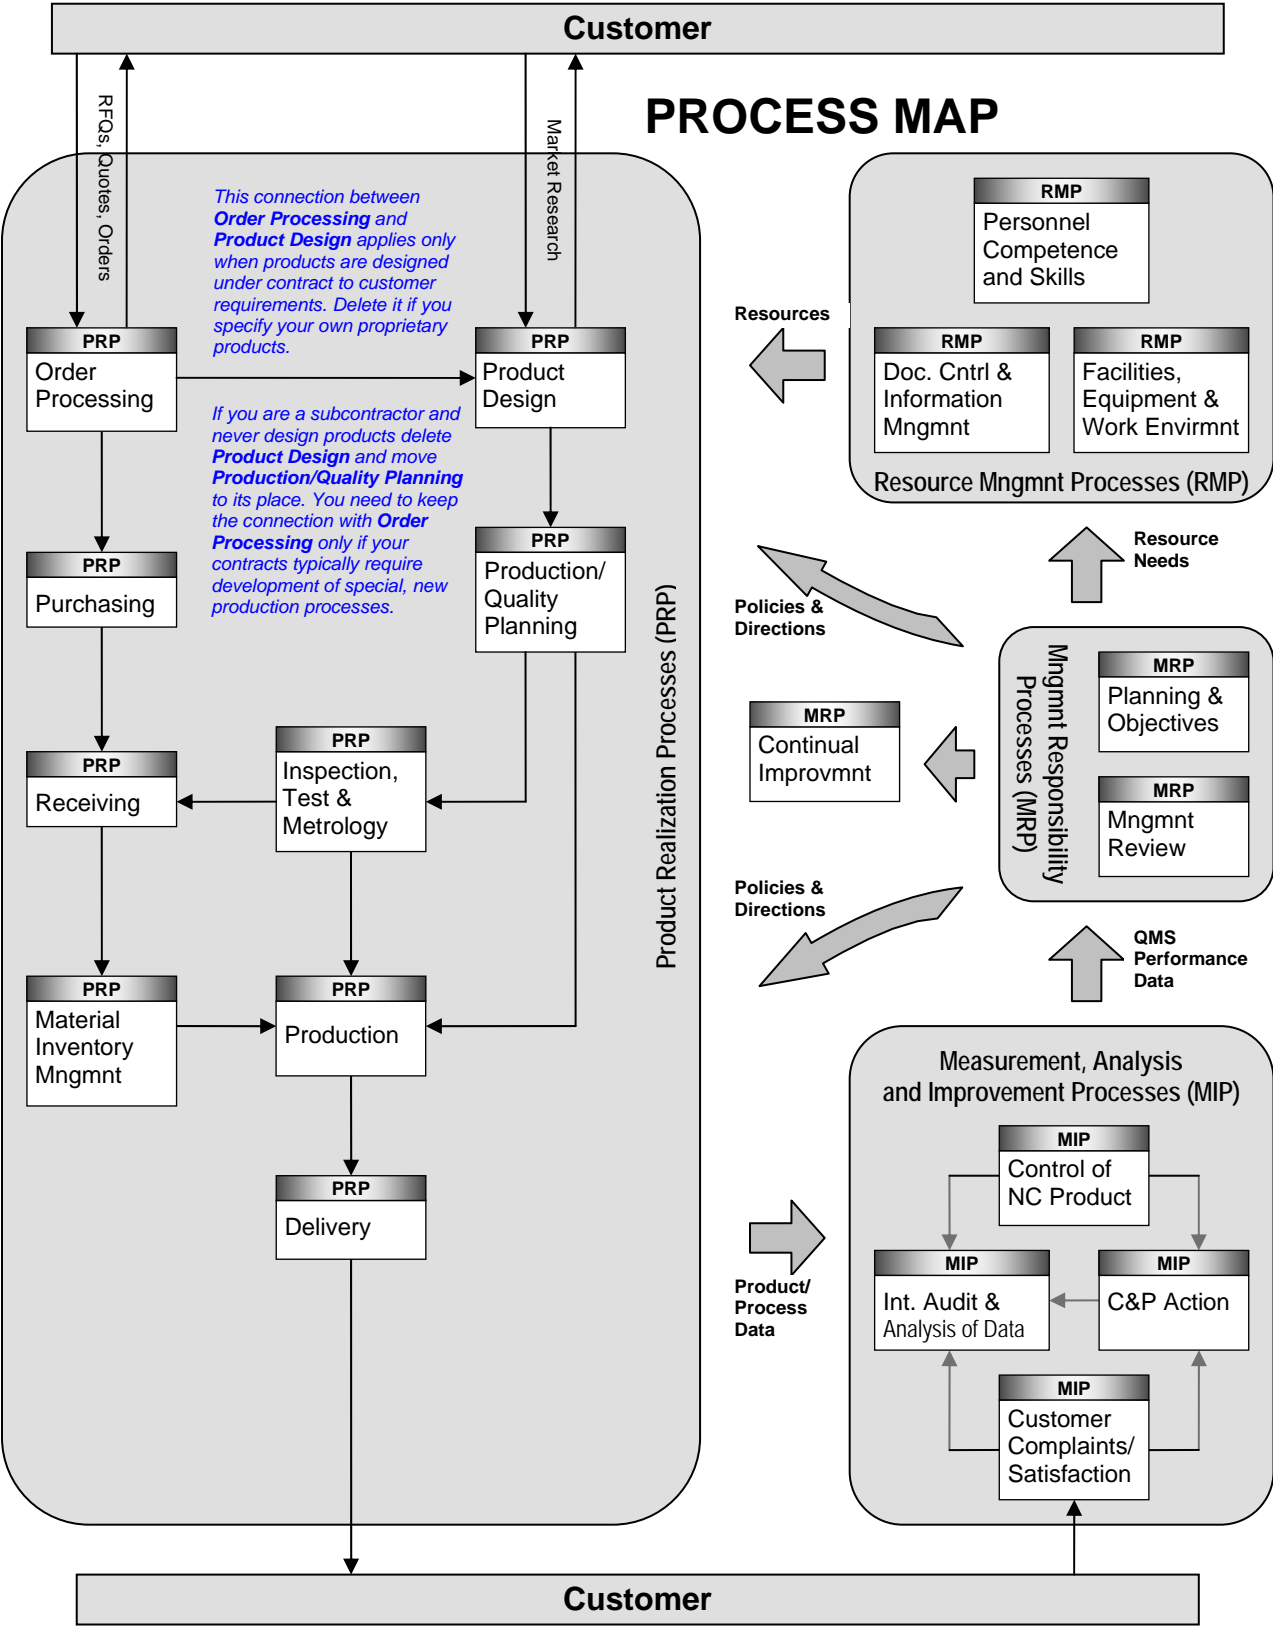 Customer
PROCESS MAP
RFQs, Quotes, Orders
Market Research
This connection between
Order Processing and
Product Design applies only
when products are designed
under contract to customer
requirements. Delete it if you
specify your own proprietary
products.
PRP
Order
Processing
PRP
Product
Design
If you are a subcontractor and
never design products delete
Product Design and move
Production/Quality Planning
to its place. You need to keep
the connection with Order
Processing only if your
contracts typically require
development of special, new
production processes.
PRP
Purchasing
PRP
Production/
Quality
Planning
PRP
Receiving
PRP
Inspection,
Test &
Metrology
PRP
Material
Inventory
Mngmnt
PRP
Production
PRP
Delivery
Product Realization Processes (PRP)
RMP
Personnel
Competence
and Skills
Resources
RMP
Doc. Cntrl &
Information
Mngmnt
RMP
Facilities,
Equipment &
Work Envirmnt
Resource Mngmnt Processes (RMP)
Resource
Needs
Policies &
Directions
Mngmnt Responsibility
Processes (MRP)
MRP
Planning &
Objectives
MRP
Continual
Improvmnt
MRP
Mngmnt
Review
Policies &
Directions
QMS
Performance
Data
Measurement, Analysis
and Improvement Processes (MIP)
MIP
Control of
NC Product
Product/
Process
Data
MIP
Int. Audit &
Analysis of Data
MIP
C&P Action
MIP
Customer
Complaints/
Satisfaction
Customer